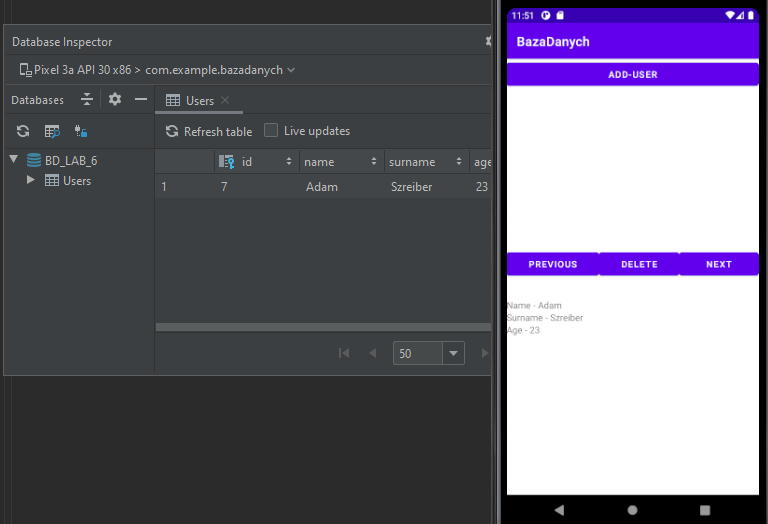 Database Inspector
Pixel 3a API 30 x86 > com.example.bazadanych
Databases
Users
Refresh table
Live updates
BD_LAB_6
Users
id name surname age
1 7 Adam Szreiber 23
50
11:51
BazaDanych
ADD-USER
PREVIOUS DELETE NEXT
Name - Adam
Surname - Szreiber
Age - 23